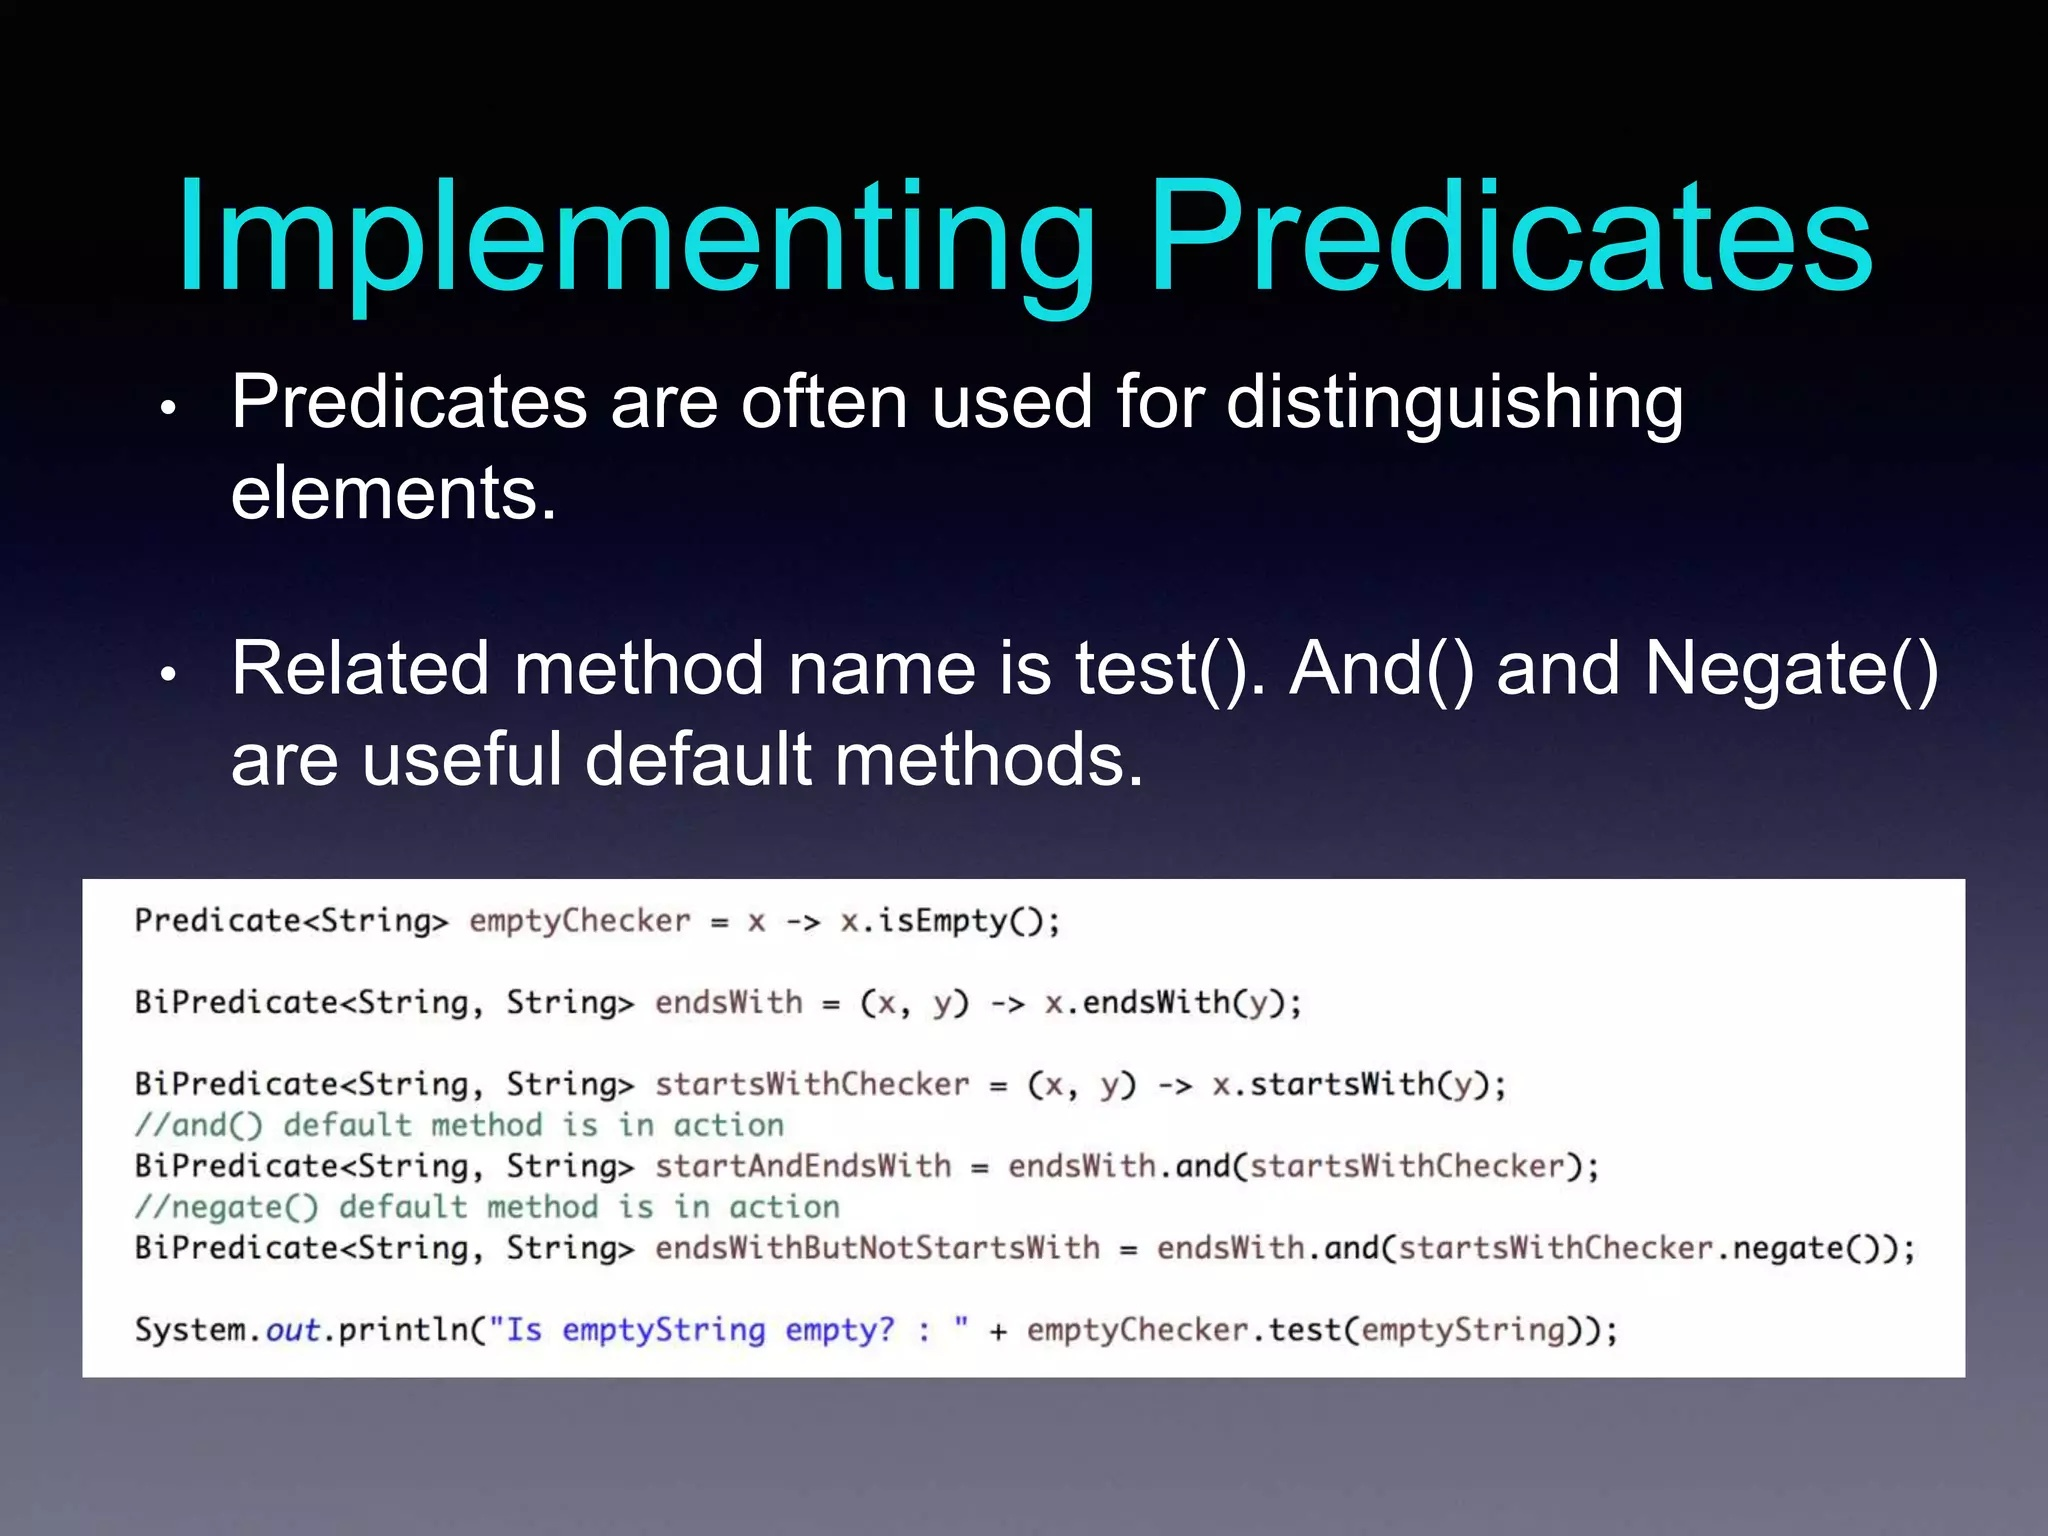 Implementing Predicates
• Predicates are often used for distinguishing
elements.
• Related method name is test(). And() and Negate()
are useful default methods.
Predicate<String> emptyChecker = x -> x.isEmpty();
BiPredicate<String, String> endsWith = (x, y) -> x.endsWith(y);
BiPredicate<String, String> startsWithChecker = (x, y) -> x.startsWith(y);
//and() default method is in action
BiPredicate<String, String> startAndEndsWith = endsWith.and(startsWithChecker);
//negate() default method is in action
BiPredicate<String, String> endsWithButNotStartsWith = endsWith.and(startsWithChecker.negate());
System.out.println("Is emptyString empty? : " + emptyChecker.test(emptyString));